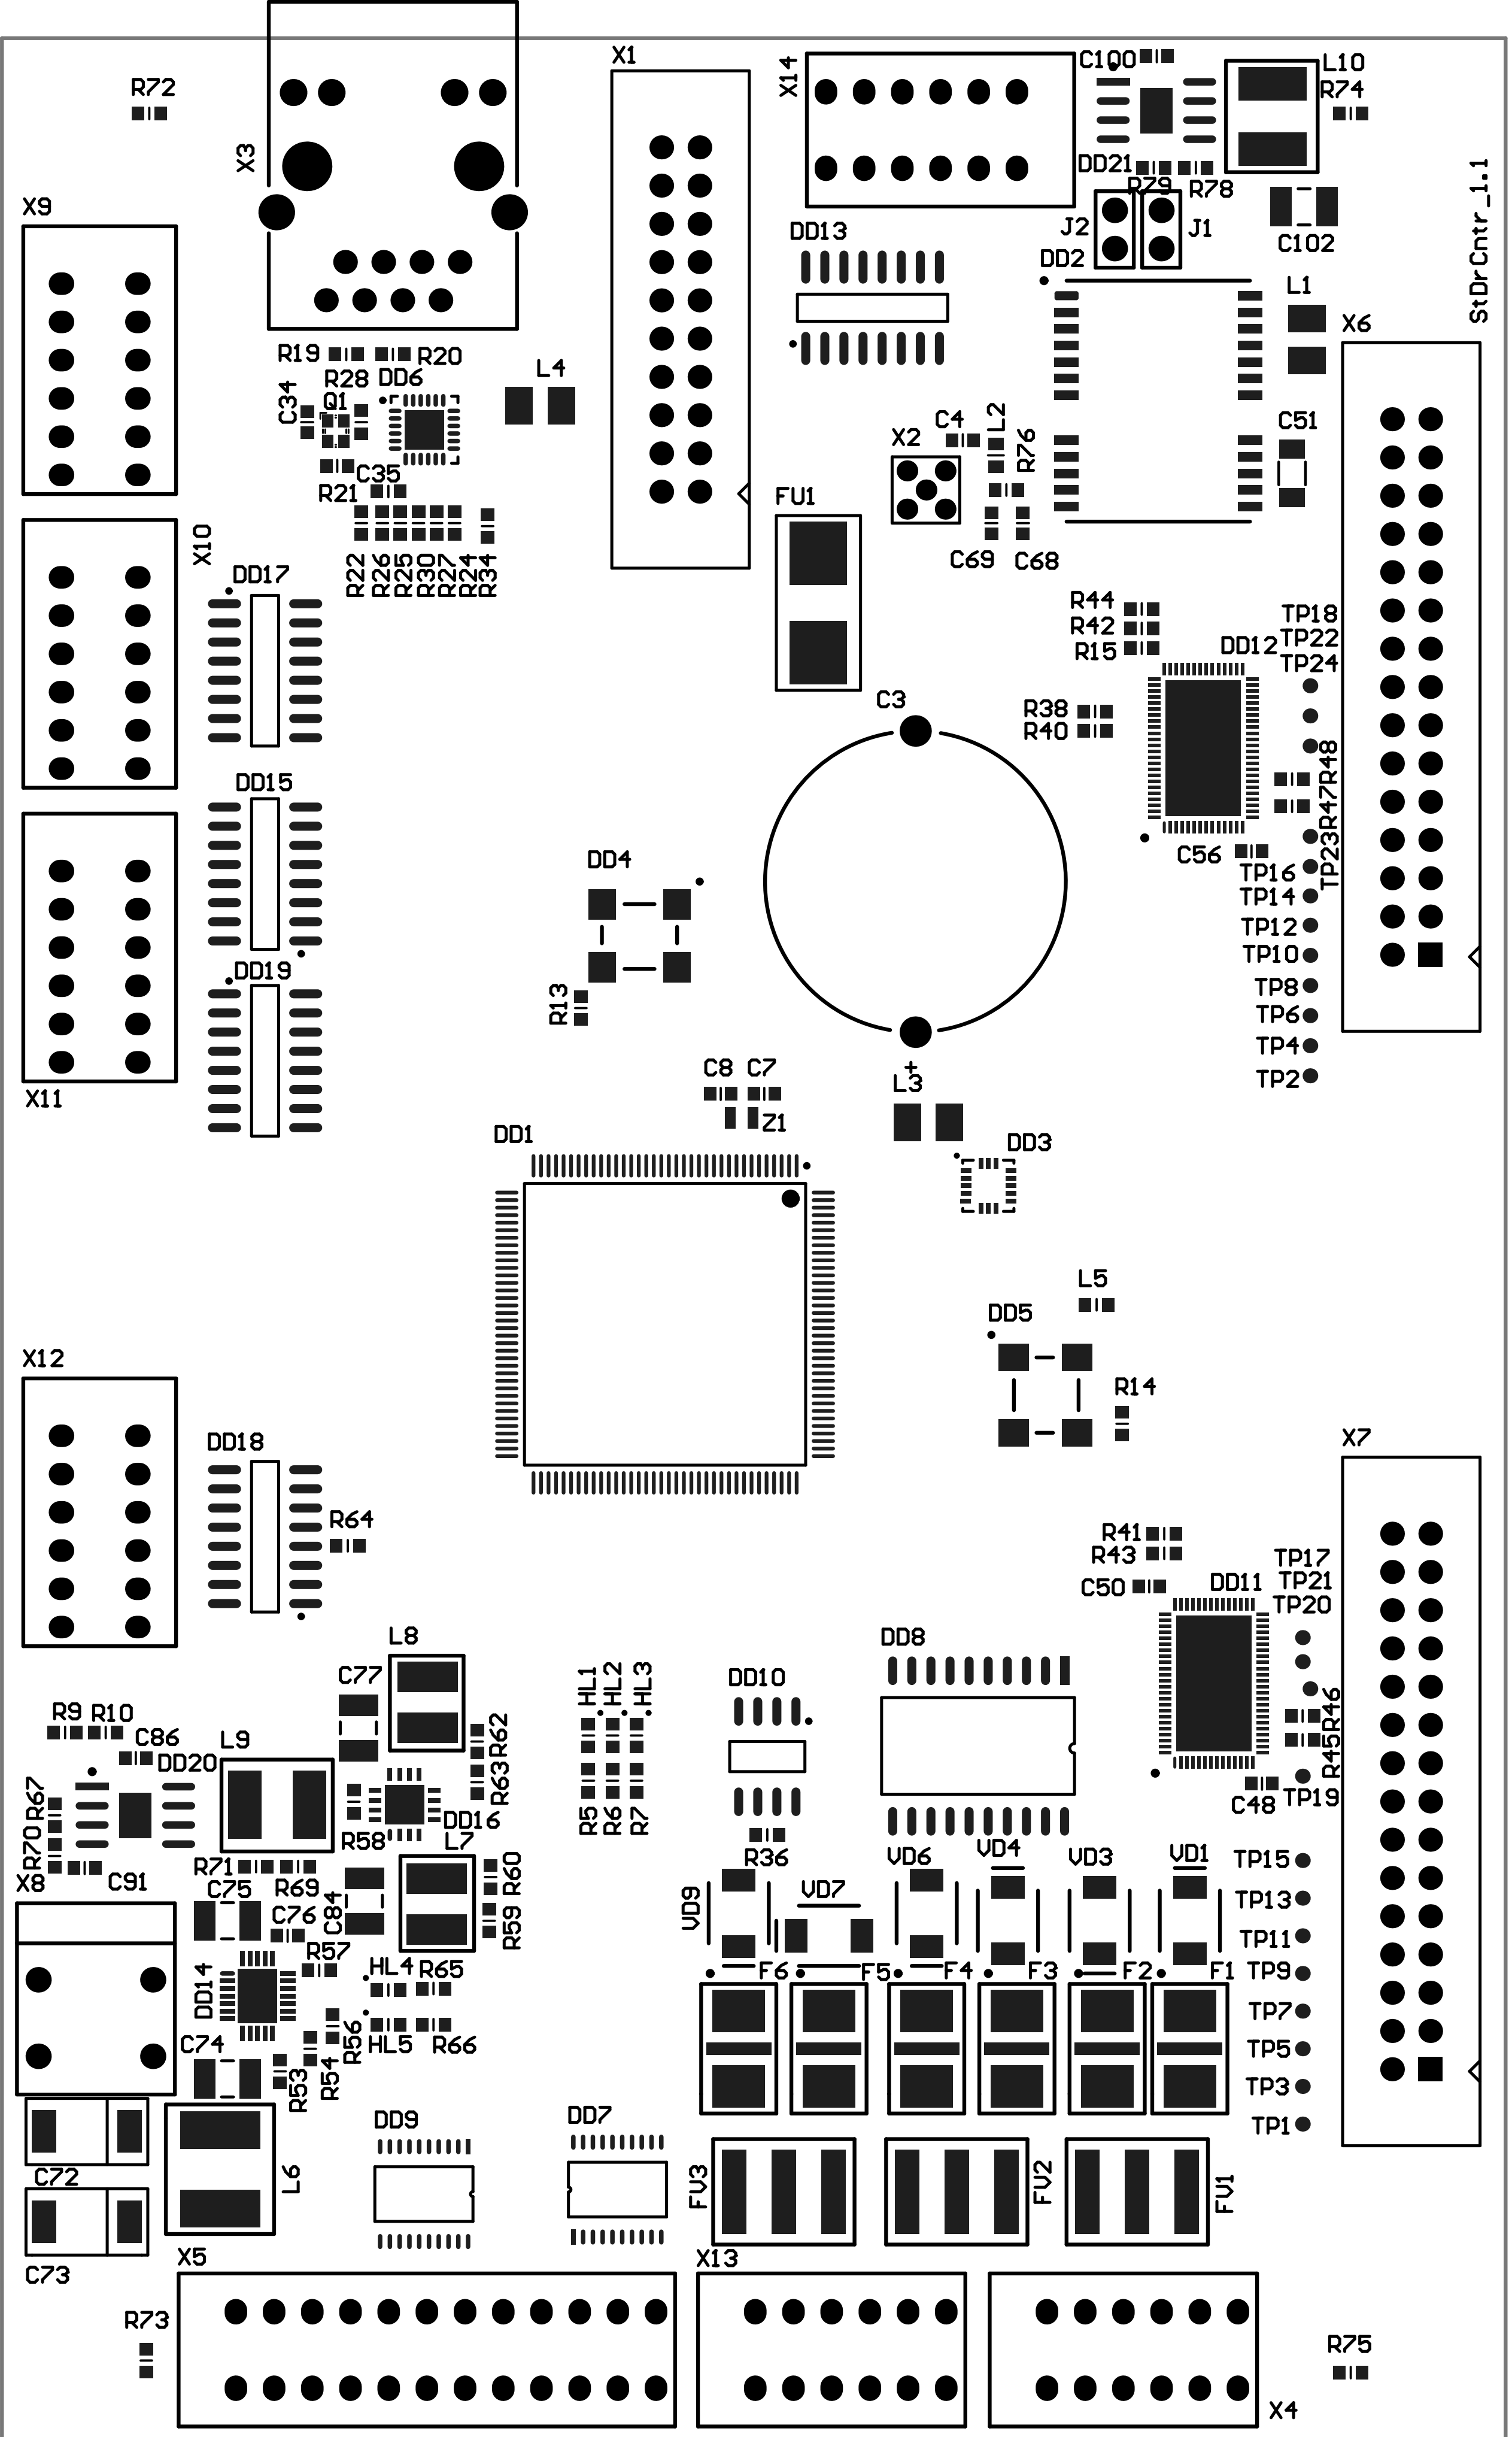 X1
X14
C100
L10
R72
R74
X3
DD21
R79
R78
StDrCntr_1.1
X9
J2
J1
DD13
C102
DD2
L1
X6
R19
R20
L4
R28
DD6
C34
Q1
C4
L2
C51
X2
R76
C35
R21
FU1
X10
C69
C68
R22
R26
R25
R30
R27
R24
R34
DD17
R44
TP18
R42
TP22
R15
DD12
TP24
C3
R38
R40
R48
DD15
R47
DD4
C56
TP23
TP16
TP14
TP12
TP10
DD19
TP8
R13
TP6
TP4
C8
C7
+
L3
TP2
X11
Z1
DD1
DD3
L5
DD5
X12
R14
X7
DD18
R64
R41
R43
TP17
C50
DD11
TP21
TP20
L8
DD8
C77
HL1
HL2
HL3
DD10
R9
R10
R46
C86
L9
R62
R45
DD20
R63
R67
C48
TP19
DD16
R58
R5
R6
R7
R70
L7
R36
VD6
VD4
VD3
VD1
TP15
X8
C91
R71
R69
C75
R60
C84
VD9
VD7
TP13
C76
R59
TP11
R57
HL4
R65
F6
F5
F4
F3
F2
F1
TP9
DD14
TP7
C74
R56
HL5
R66
TP5
R53
R54
TP3
DD9
DD7
TP1
C72
L6
FV3
FV2
FV1
X5
X13
C73
R73
R75
X4